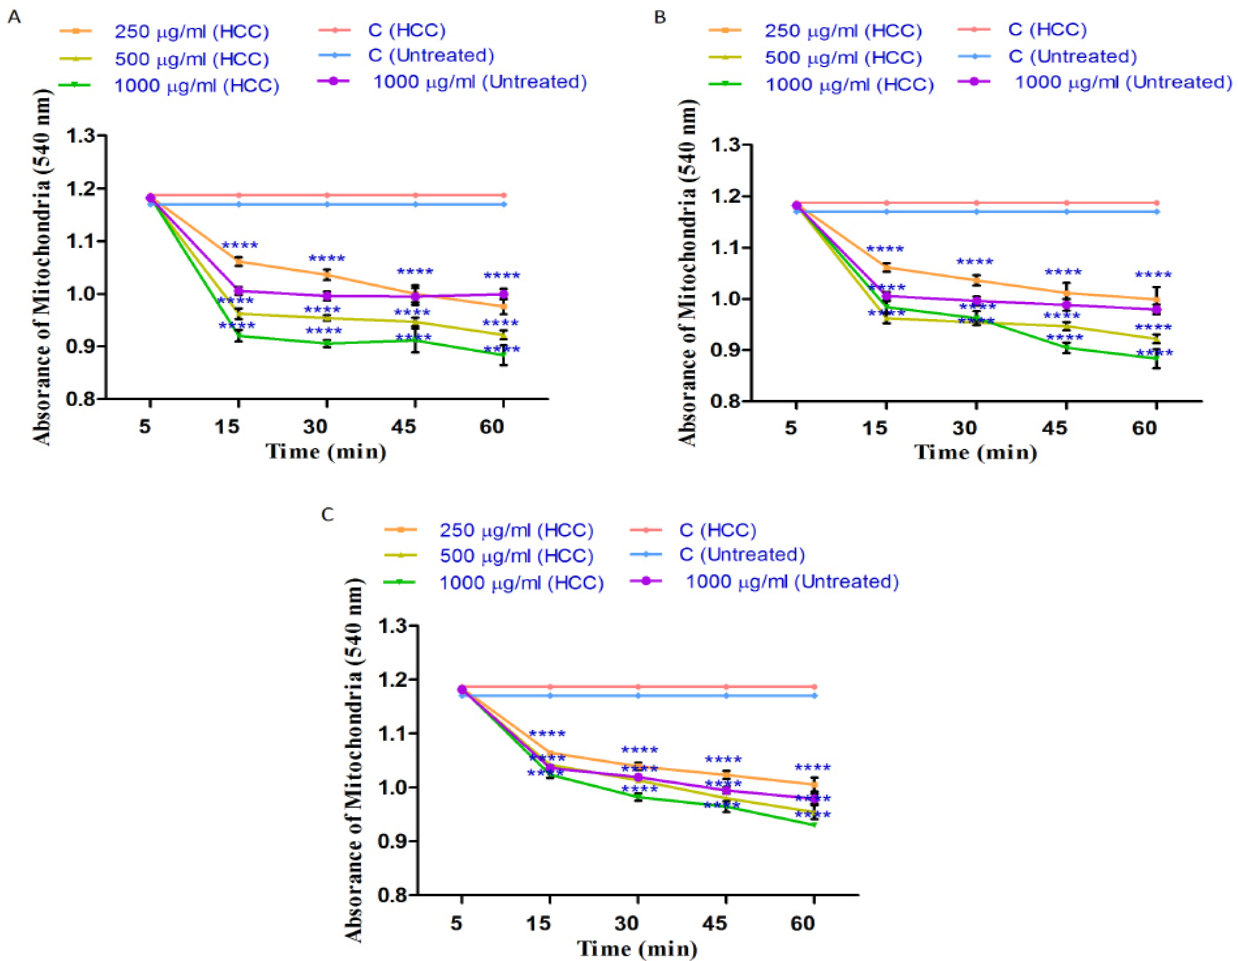 A
250 μg/ml (HCC) C (HCC)
500 μg/ml (HCC) C (Untreated)
1000 μg/ml (HCC) 1000 μg/ml (Untreated)
Absorance of Mitochondria (540 nm)
1.3
1.2
1.1
1.0
0.9
0.8
**** **** **** ****
**** **** **** ****
**** **** **** ****
5 15 30 45 60
Time (min)
B
250 μg/ml (HCC) C (HCC)
500 μg/ml (HCC) C (Untreated)
1000 μg/ml (HCC) 1000 μg/ml (Untreated)
Absorance of Mitochondria (540 nm)
1.3
1.2
1.1
1.0
0.9
0.8
**** **** **** ****
**** **** **** ****
**** **** **** ****
5 15 30 45 60
Time (min)
C
250 μg/ml (HCC) C (HCC)
500 μg/ml (HCC) C (Untreated)
1000 μg/ml (HCC) 1000 μg/ml (Untreated)
Absorance of Mitochondria (540 nm)
1.3
1.2
1.1
1.0
0.9
0.8
**** **** **** ****
**** **** **** ****
**** **** **** ****
5 15 30 45 60
Time (min)